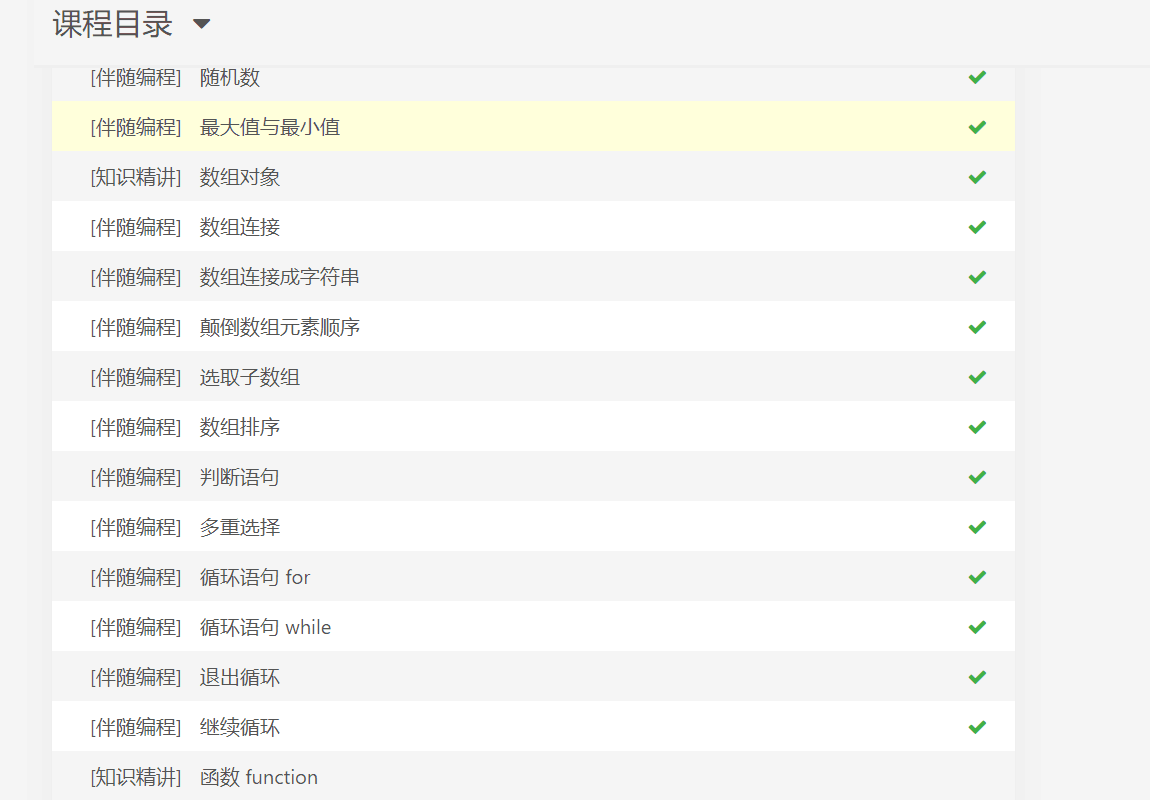 课程目录
[伴随编程] 随机数
[伴随编程] 最大值与最小值
[知识精讲] 数组对象
[伴随编程] 数组连接
[伴随编程] 数组连接成字符串
[伴随编程] 颠倒数组元素顺序
[伴随编程] 选取子数组
[伴随编程] 数组排序
[伴随编程] 判断语句
[伴随编程] 多重选择
[伴随编程] 循环语句 for
[伴随编程] 循环语句 while
[伴随编程] 退出循环
[伴随编程] 继续循环
[知识精讲] 函数 function